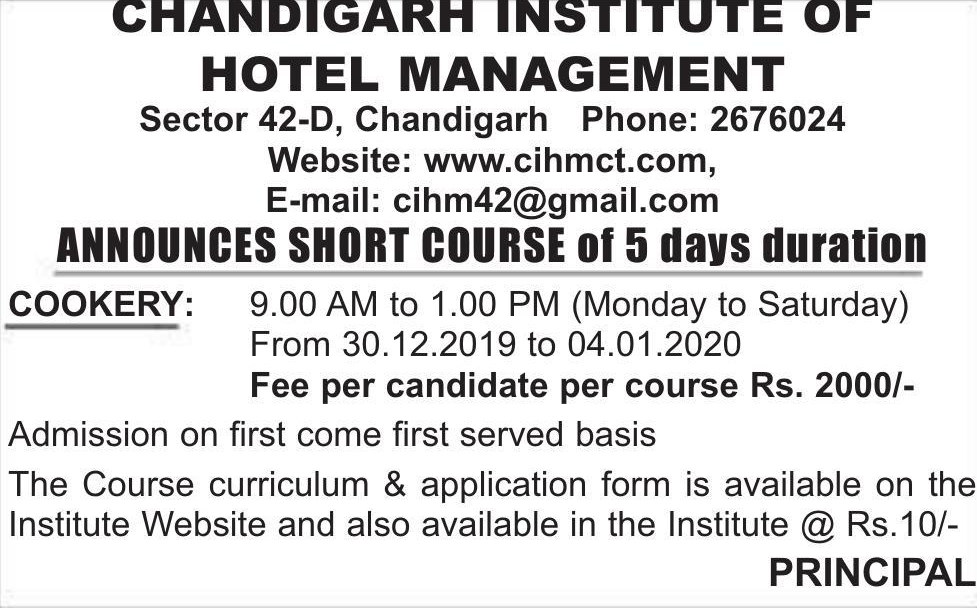 CHANDIGARH INSTITUTE OF
HOTEL MANAGEMENT
Sector 42-D, Chandigarh Phone: 2676024
Website: www.cihmct.com,
E-mail: cihm42@gmail.com
ANNOUNCES SHORT COURSE of 5 days duration
COOKERY: 9.00 AM to 1.00 PM (Monday to Saturday)
From 30.12.2019 to 04.01.2020
Fee per candidate per course Rs. 2000/-
Admission on first come first served basis
The Course curriculum & application form is available on the
Institute Website and also available in the Institute @ Rs.10/-
PRINCIPAL